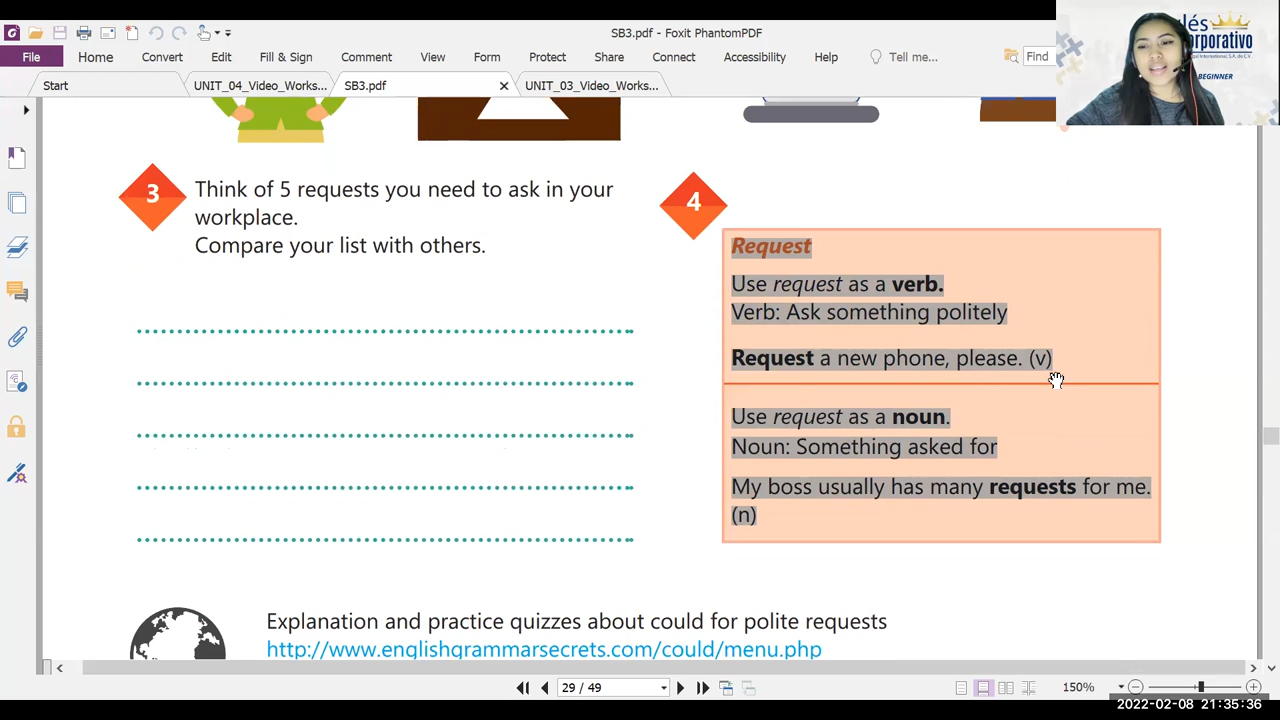 SB3.pdf - Foxit PhantomPDF
File Home Convert Edit Fill & Sign Comment View Form Protect Share Connect Accessibility Help Tell me... Find
Start UNIT_04_Video_Works... SB3.pdf UNIT_03_Video_Works...
BEGINNER
3
Think of 5 requests you need to ask in your
workplace.
Compare your list with others.
4
Request
Use request as a verb.
Verb: Ask something politely
Request a new phone, please. (v)
Use request as a noun.
Noun: Something asked for
My boss usually has many requests for me.
(n)
Explanation and practice quizzes about could for polite requests
http://www.englishgrammarsecrets.com/could/menu.php
29 / 49
150%
2022-02-08 21:35:36